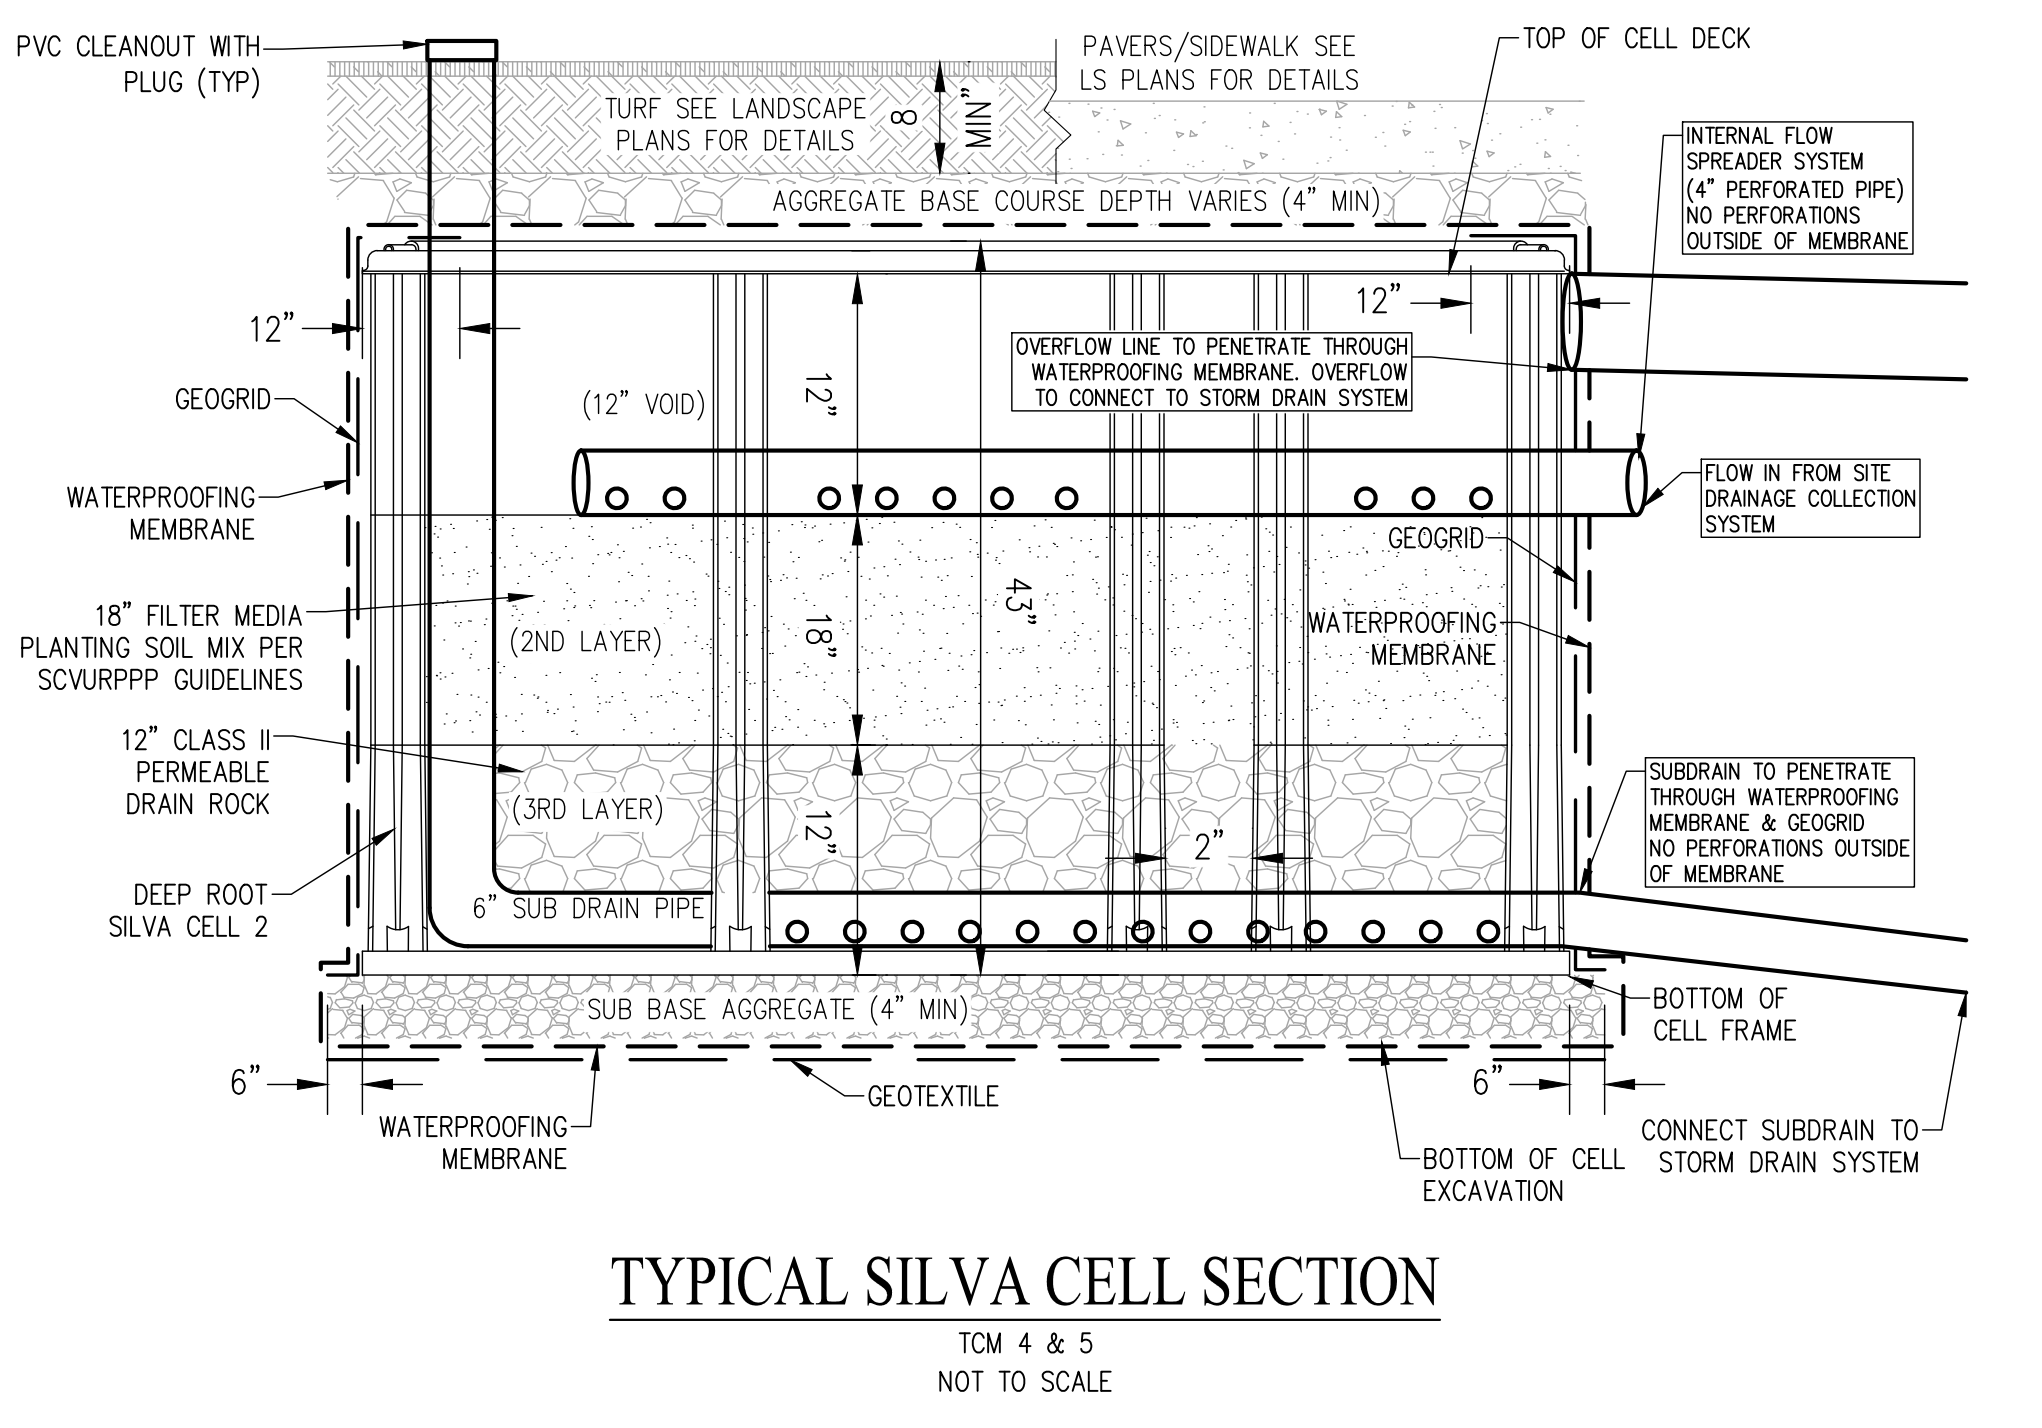 PVC CLEANOUT WITH
PLUG (TYP)
PAVERS/SIDEWALK SEE
LS PLANS FOR DETAILS
TOP OF CELL DECK
TURF SEE LANDSCAPE
PLANS FOR DETAILS
8
MIN"
INTERNAL FLOW
SPREADER SYSTEM
(4" PERFORATED PIPE)
NO PERFORATIONS
OUTSIDE OF MEMBRANE
AGGREGATE BASE COURSE DEPTH VARIES (4" MIN)
12"
12"
OVERFLOW LINE TO PENETRATE THROUGH
WATERPROOFING MEMBRANE. OVERFLOW
TO CONNECT TO STORM DRAIN SYSTEM
GEOGRID
(12" VOID)
12"
WATERPROOFING
MEMBRANE
FLOW IN FROM SITE
DRAINAGE COLLECTION
SYSTEM
GEOGRID
18" FILTER MEDIA
PLANTING SOIL MIX PER
SCVURPPP GUIDELINES
(2ND LAYER)
18"
43"
WATERPROOFING
MEMBRANE
12" CLASS II
PERMEABLE
DRAIN ROCK
(3RD LAYER)
12"
2"
SUBDRAIN TO PENETRATE
THROUGH WATERPROOFING
MEMBRANE & GEOGRID
NO PERFORATIONS OUTSIDE
OF MEMBRANE
DEEP ROOT
SILVA CELL 2
6" SUB DRAIN PIPE
SUB BASE AGGREGATE (4" MIN)
BOTTOM OF
CELL FRAME
6"
6"
GEOTEXTILE
WATERPROOFING
MEMBRANE
BOTTOM OF CELL
EXCAVATION
CONNECT SUBDRAIN TO
STORM DRAIN SYSTEM
TYPICAL SILVA CELL SECTION
TCM 4 & 5
NOT TO SCALE